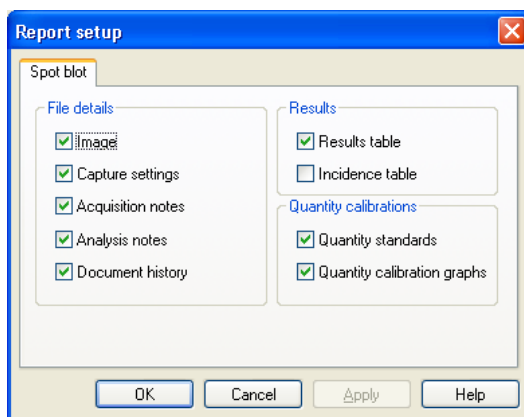 Report setup
Spot blot
File details
Image
Capture settings
Acquisition notes
Analysis notes
Document history
Results
Results table
Incidence table
Quantity calibrations
Quantity standards
Quantity calibration graphs
OK
Cancel
Apply
Help